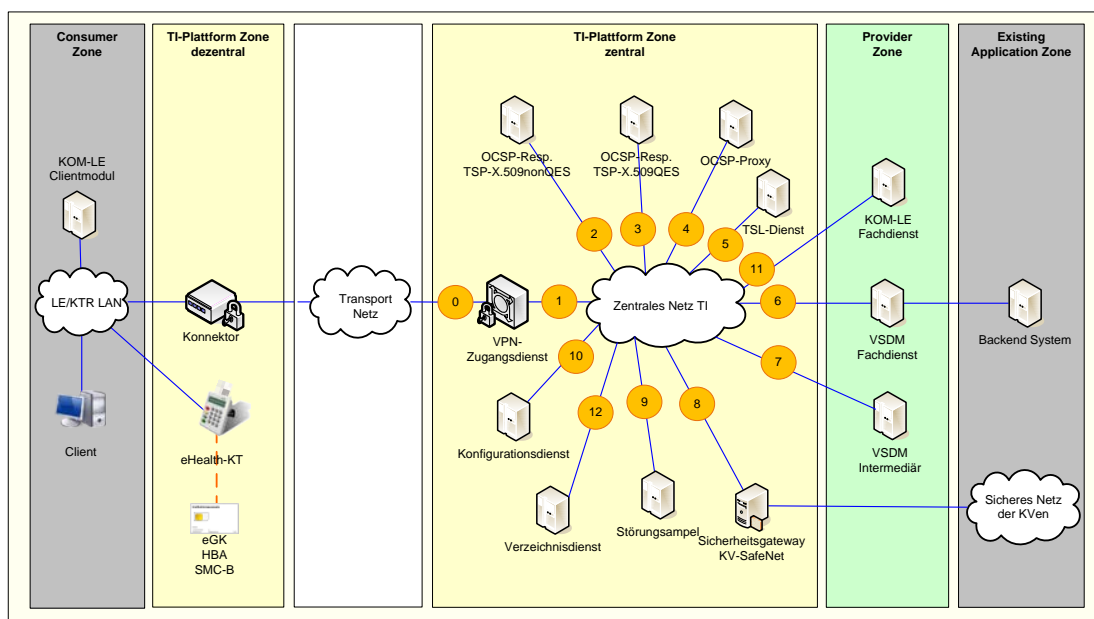 Consumer
Zone
TI-Plattform Zone
dezentral
TI-Plattform Zone
zentral
Provider
Zone
Existing
Application Zone
KOM-LE
Clientmodul
LE/KTR LAN
Client
Konnektor
eHealth-KT
eGK
HBA
SMC-B
Transport
Netz
0
VPN-
Zugangsdienst
1
OCSP-Resp.
TSP-X.509nonQES
OCSP-Resp.
TSP-X.509QES
OCSP-Proxy
TSL-Dienst
2
3
4
5
11
Zentrales Netz TI
6
7
8
9
10
12
Konfigurationsdienst
Verzeichnisdienst
Störungsampel
Sicherheitsgateway
KV-SafeNet
KOM-LE
Fachdienst
VSDM
Fachdienst
VSDM
Intermediär
Backend System
Sicheres Netz
der KVen